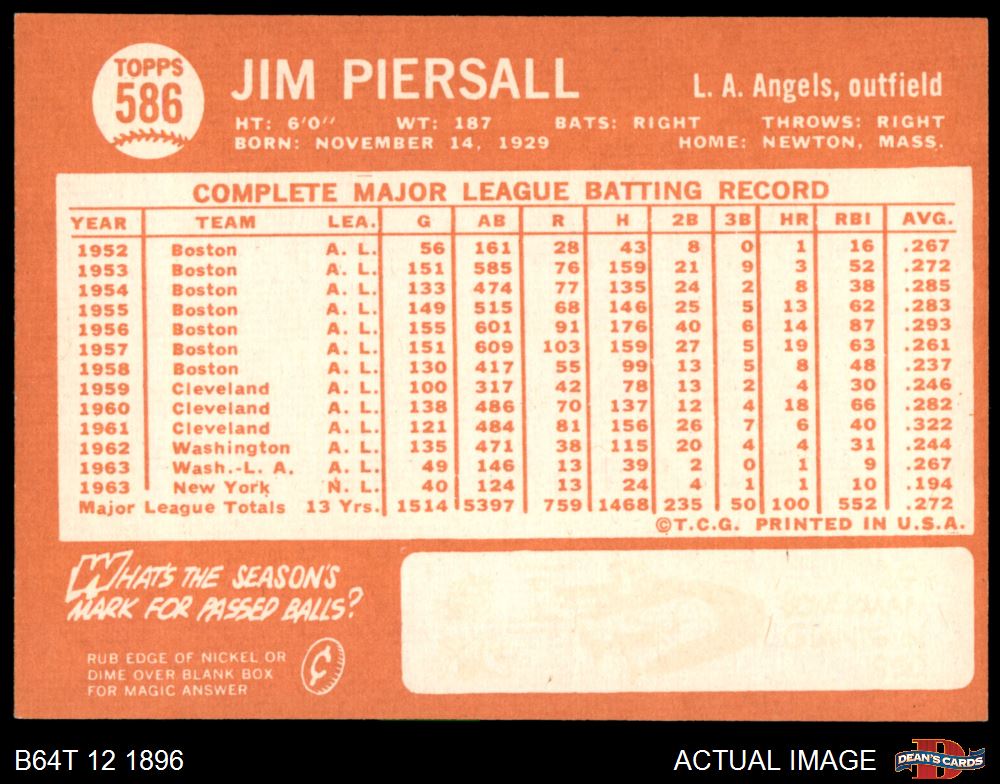 TOPPS
586
JIM PIERSALL
L. A. Angels, outfield
HT: 6'0" WT: 187 BATS: RIGHT THROWS: RIGHT
BORN: NOVEMBER 14, 1929 HOME: NEWTON, MASS.
COMPLETE MAJOR LEAGUE BATTING RECORD
YEAR TEAM LEA. G AB R H 2B 3B HR RBI AVG.
1952 Boston A. L. 56 161 28 43 8 0 1 16 .267
1953 Boston A. L. 151 585 76 159 21 9 3 52 .272
1954 Boston A. L. 133 474 77 135 24 2 8 38 .285
1955 Boston A. L. 149 515 68 146 25 5 13 62 .283
1956 Boston A. L. 155 601 91 176 40 6 14 87 .293
1957 Boston A. L. 151 609 103 159 27 5 19 63 .261
1958 Boston A. L. 130 417 55 99 13 5 8 48 .237
1959 Cleveland A. L. 100 317 42 78 13 2 4 30 .246
1960 Cleveland A. L. 138 486 70 137 12 4 18 66 .282
1961 Cleveland A. L. 121 484 81 156 26 7 6 40 .322
1962 Washington A. L. 135 471 38 115 20 4 4 31 .244
1963 Wash.-L. A. A. L. 49 146 13 39 2 0 1 9 .267
1963 New York N. L. 40 124 13 24 4 1 1 10 .194
Major League Totals 13 Yrs. 1514 5397 759 1468 235 50 100 552 .272
©T.C.G. PRINTED IN U.S.A.
WHAT'S THE SEASON'S
MARK FOR PASSED BALLS?
RUB EDGE OF NICKEL OR
DIME OVER BLANK BOX
FOR MAGIC ANSWER
B64T 12 1896
ACTUAL IMAGE
DEAN'S CARDS